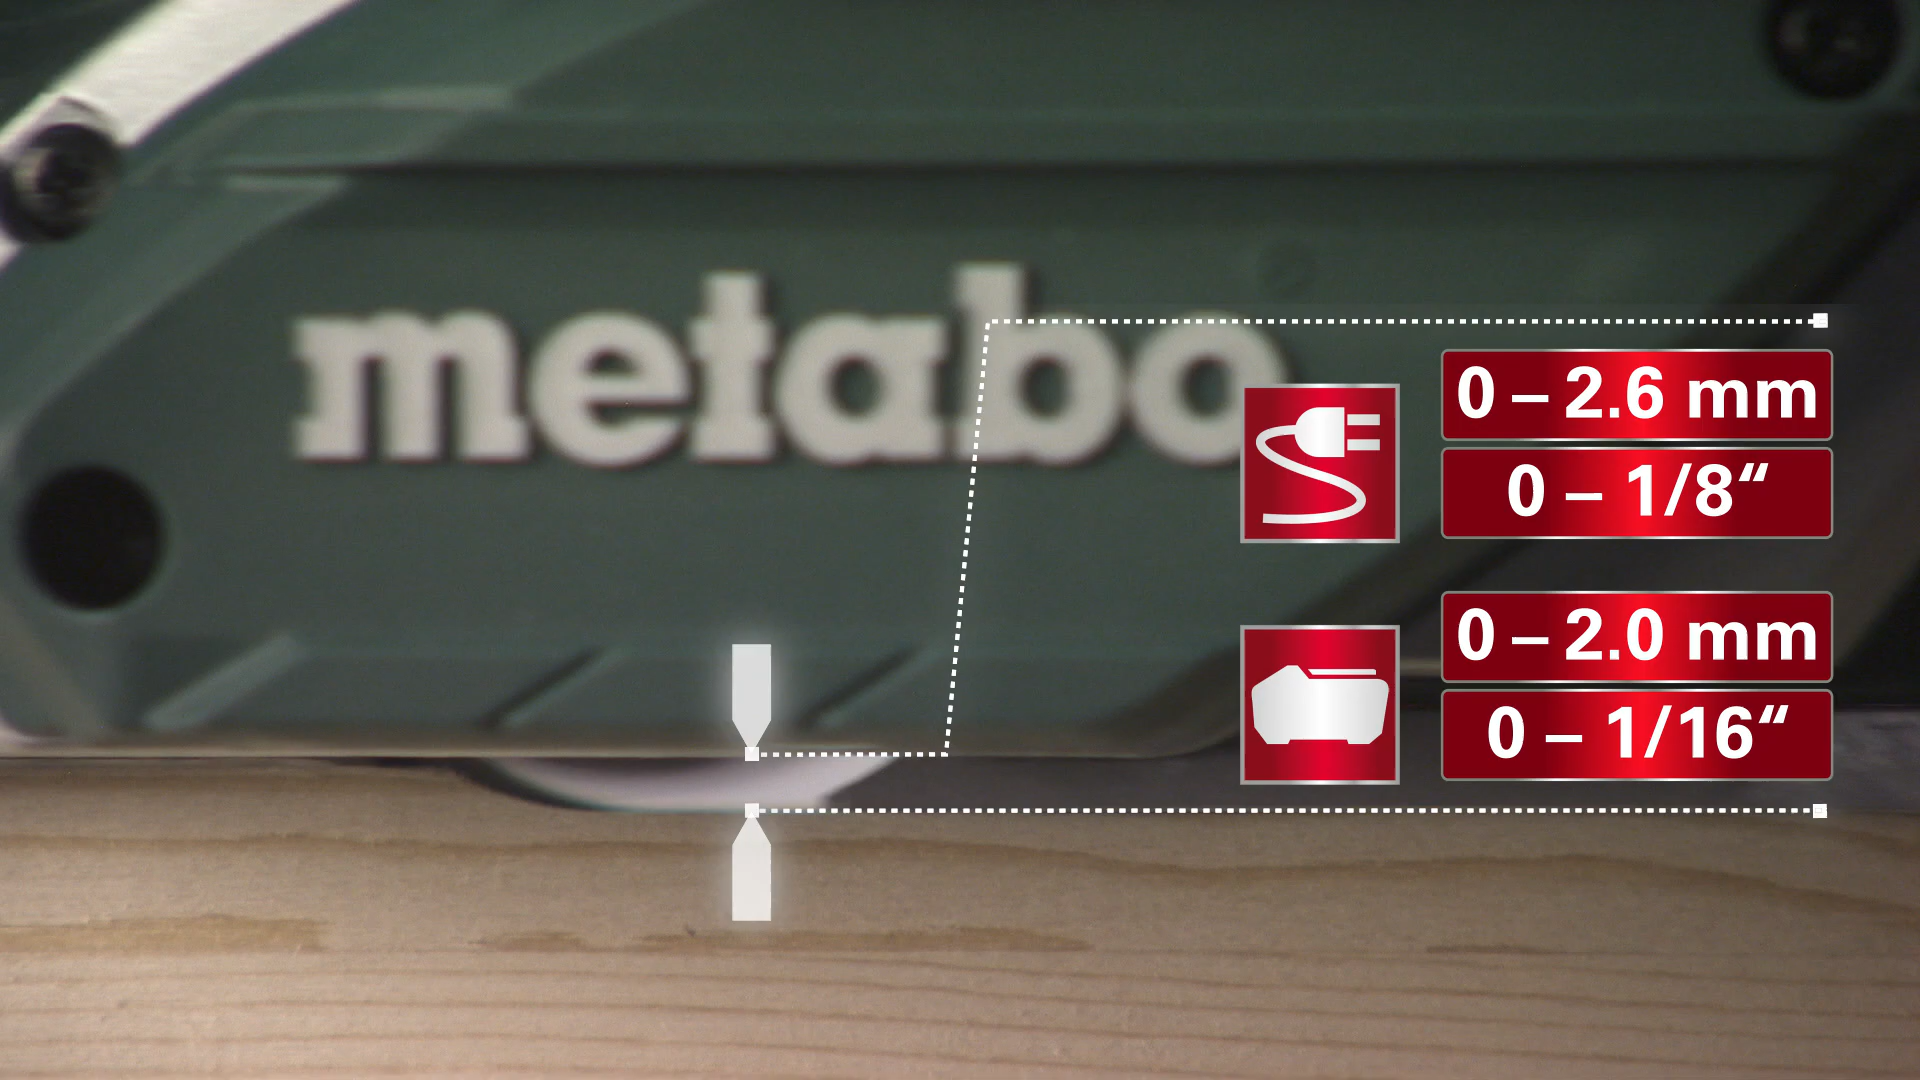 metabo
0 – 2.6 mm
0 – 1/8“
0 – 2.0 mm
0 – 1/16“